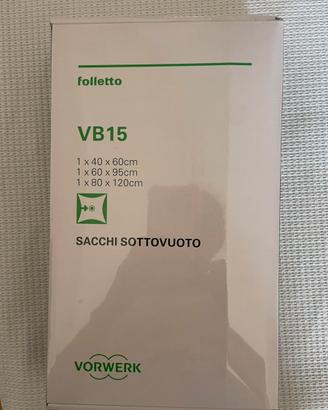 folletto
VB15
1 x 40 x 60cm
1 x 60 x 95cm
1 x 80 x 120cm
SACCHI SOTTOVUOTO
VORWERK